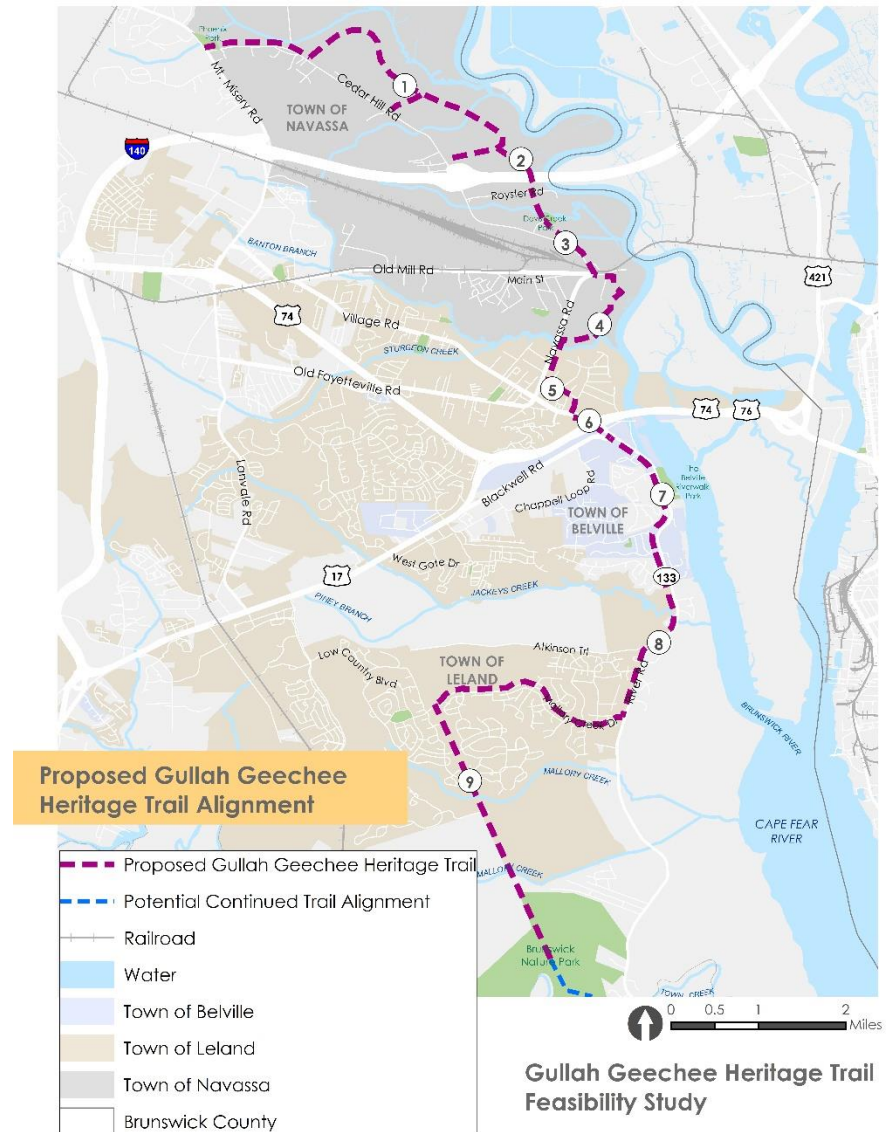 Phoenix
Park
Mt. Misery Rd
TOWN OF
NAVASSA
Cedar Hill Rd
1
140
2
Royster Rd
Davis Creek
Park
3
BANTON BRANCH
Old Mill Rd
Main St
421
74
Village Rd
Navassa Rd
4
STURGEON CREEK
Old Fayetteville Rd
5
6
74
76
Lanvale Rd
Blackwell Rd
Chappell Loop Rd
7
The
Belville
Riverwalk
Park
TOWN OF
BELVILLE
West Gate Dr
17
133
JACKEYS CREEK
PINEY BRANCH
8
Low Country Blvd
TOWN OF
LELAND
Atkinson Trl
River Rd
Mallory Creek Dr
BRUNSWICK RIVER
9
MALLORY CREEK
CAPE FEAR
RIVER
Proposed Gullah Geechee
Heritage Trail Alignment
Proposed Gullah Geechee Heritage Trail
MALLORY CREEK
Potential Continued Trail Alignment
Railroad
Brunswick
Nature Park
Water
TOWN CREEK
Town of Belville
Town of Leland
Town of Navassa
Brunswick County
0 0.5 1 2
Miles
Gullah Geechee Heritage Trail
Feasibility Study